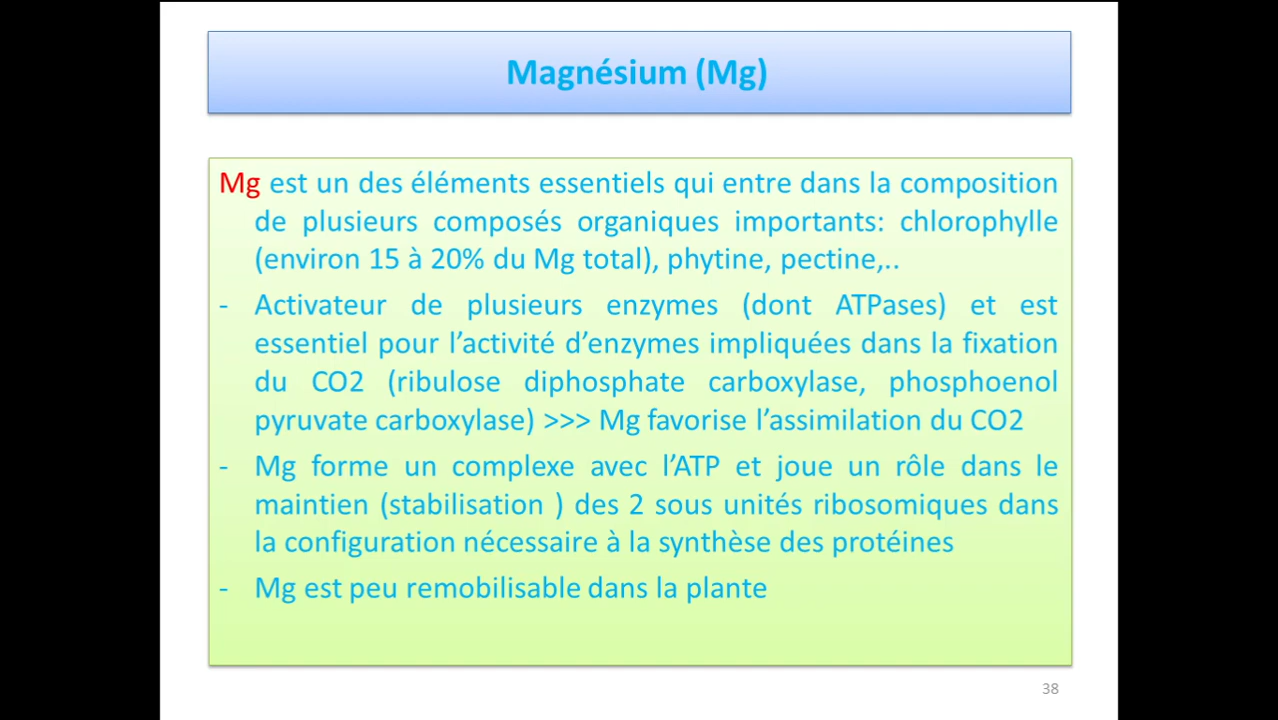 Magnésium (Mg)
Mg est un des éléments essentiels qui entre dans la composition
de plusieurs composés organiques importants: chlorophylle
(environ 15 à 20% du Mg total), phytine, pectine,..
- Activateur de plusieurs enzymes (dont ATPases) et est
essentiel pour l’activité d’enzymes impliquées dans la fixation
du CO2 (ribulose diphosphate carboxylase, phosphoenol
pyruvate carboxylase) >>> Mg favorise l’assimilation du CO2
- Mg forme un complexe avec l’ATP et joue un rôle dans le
maintien (stabilisation ) des 2 sous unités ribosomiques dans
la configuration nécessaire à la synthèse des protéines
- Mg est peu remobilisable dans la plante
38